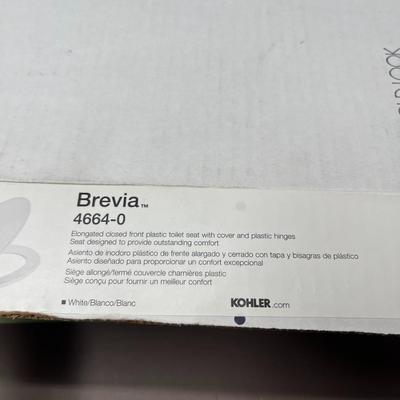 Brevia™
4664-0
Elongated closed front plastic toilet seat with cover and plastic hinges
Seat designed to provide outstanding comfort
Asiento de inodoro plástico de frente alargado y cerrado con tapa y bisagras de plástico
Asiento diseñado para proporcionar un confort excepcional
Siège allongé/fermé couvercle charnières plastic
Siège conçu pour fournir un meilleur confort
White/Blanco/Blanc
KOHLER.com